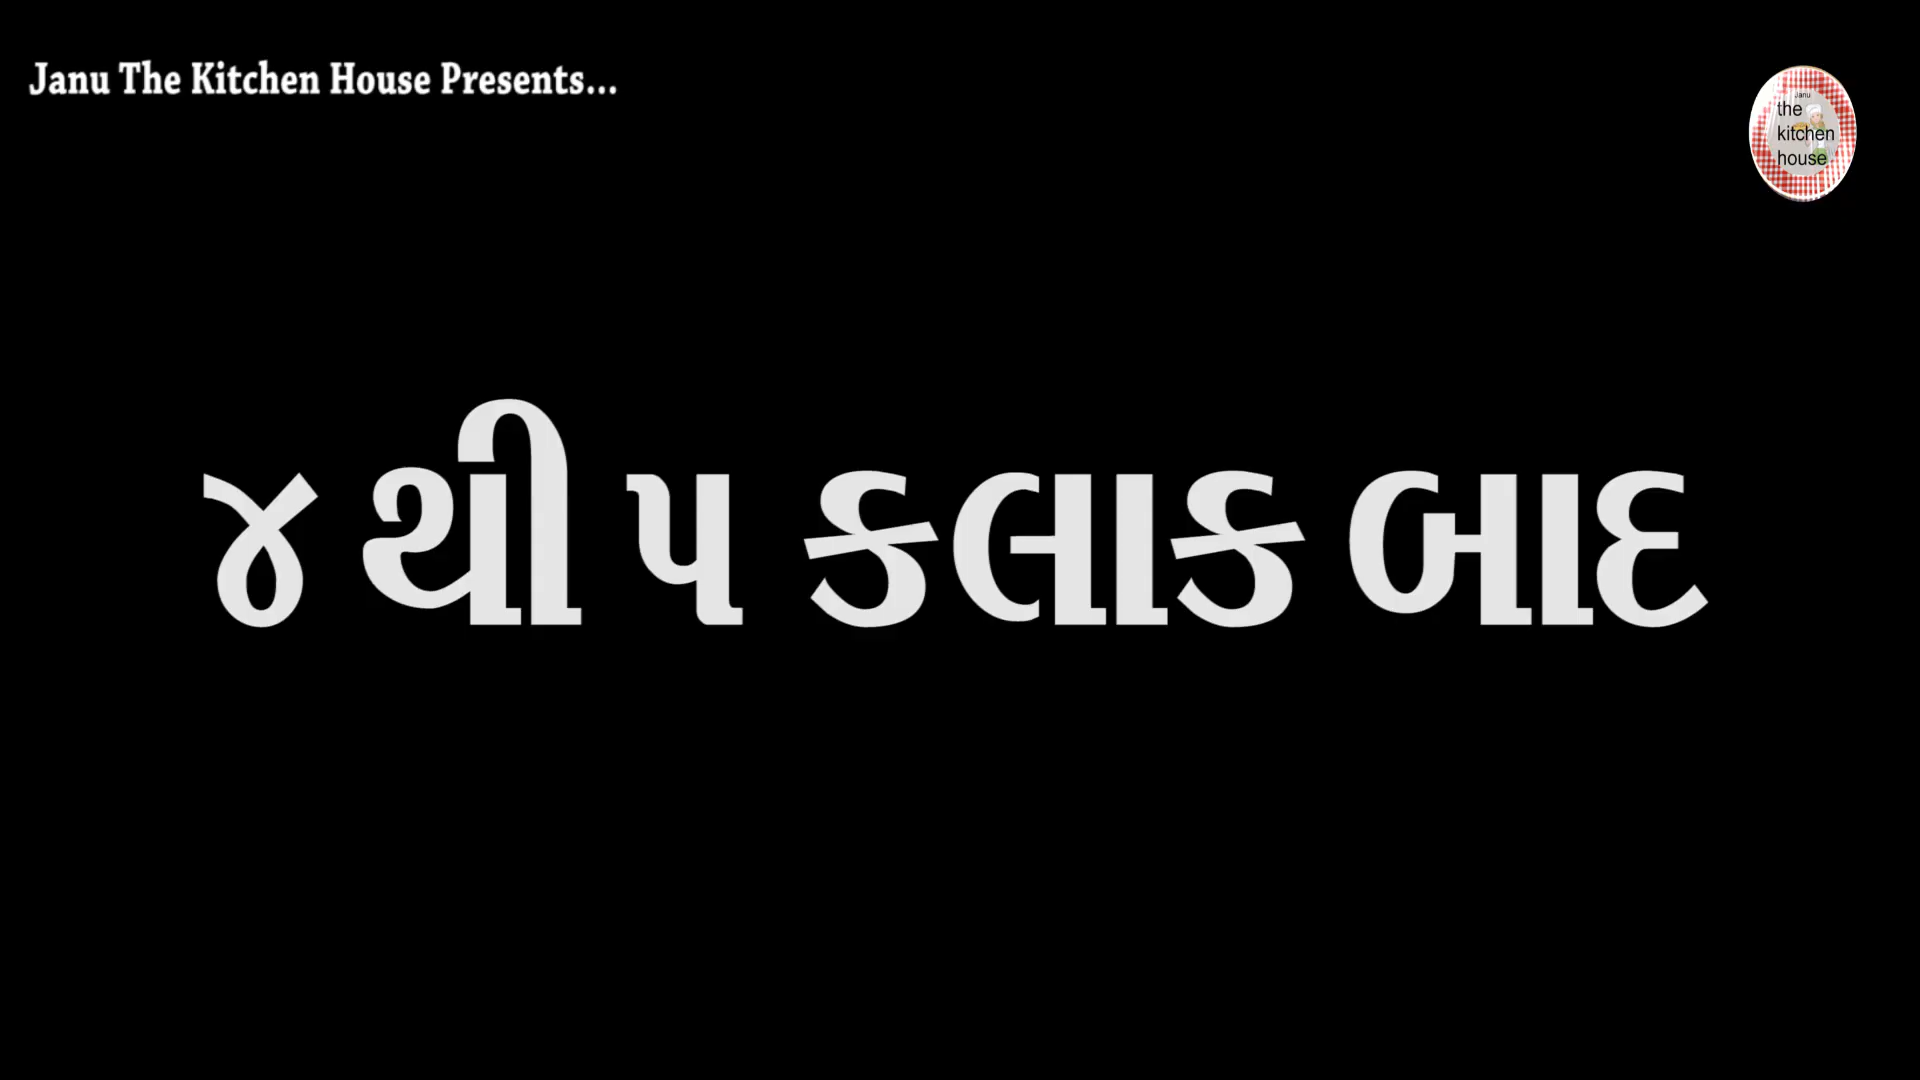 Janu The Kitchen House Presents...
Janu
the
kitchen
house
૪ થી ૫ કલાક બાદ